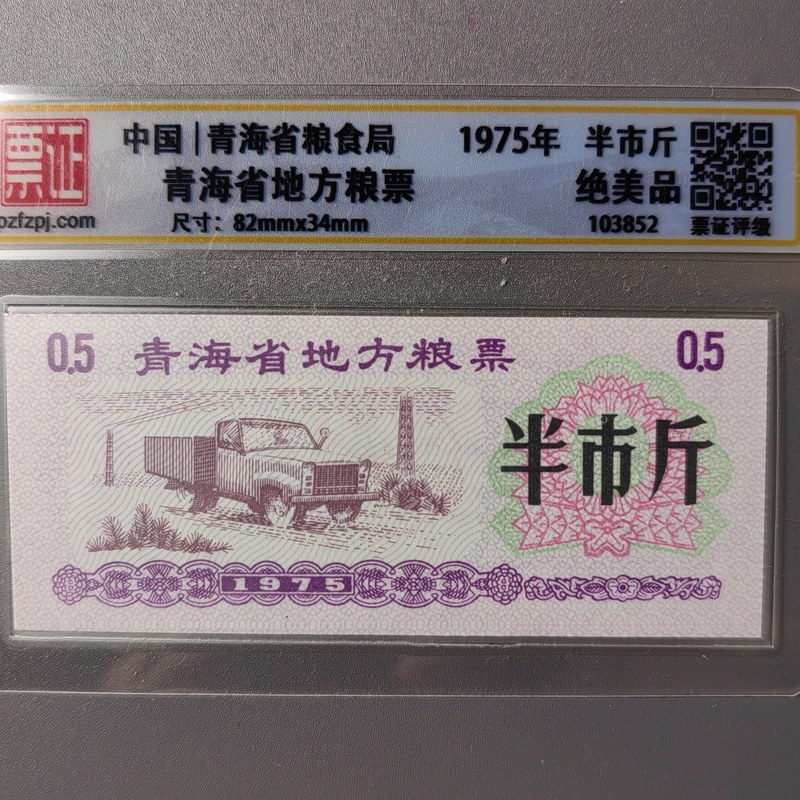 票证
中国|青海省粮食局 1975年 半市斤
青海省地方粮票 绝美品
pzfzpj.com 尺寸：82mmx34mm 103852 票证评级
0.5 青海省地方粮票 0.5
半市斤
1975